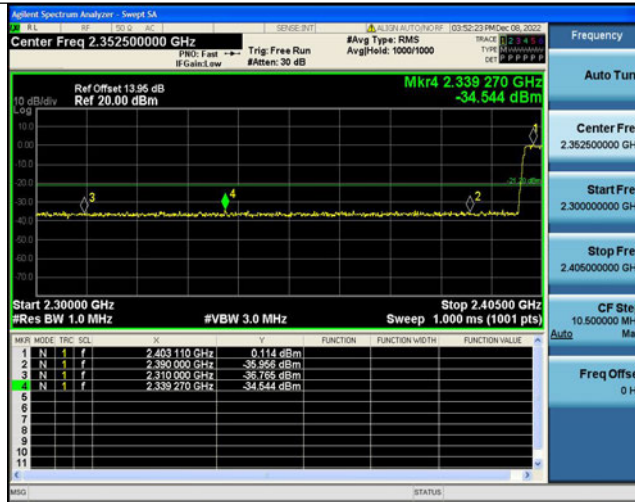 Agilent Spectrum Analyzer - Swept SA
RL RF 50 Ω AC SENSE:INT ALIGN AUTO/NO RF 03:52:23 PM Dec 08, 2022
Center Freq 2.352500000 GHz
PNO: Fast
IFGain:Low
Trig: Free Run
#Atten: 30 dB
#Avg Type: RMS
Avg|Hold: 1000/1000
TRACE 1 2 3 4 5 6
TYPE M
DET P P P P P P
Frequency
Mkr4 2.339 270 GHz
-34.544 dBm
Ref Offset 13.95 dB
Ref 20.00 dBm
10 dB/div
Log
10.0
0.00
-10.0
-20.0
-30.0
-40.0
-50.0
-60.0
-70.0
1
2
3
4
Start 2.30000 GHz
Stop 2.40500 GHz
#Res BW 1.0 MHz
#VBW 3.0 MHz
Sweep 1.000 ms (1001 pts)
MKR MODE TRC SCL X Y FUNCTION FUNCTION WIDTH FUNCTION VALUE
1 N 1 f 2.403 110 GHz 0.114 dBm
2 N 1 f 2.390 000 GHz -35.956 dBm
3 N 1 f 2.310 000 GHz -36.765 dBm
4 N 1 f 2.339 270 GHz -34.544 dBm
5
6
7
8
9
10
11
MSG
STATUS
Auto Tun
Center Fre
2.352500000 GH
Start Fre
2.300000000 GH
Stop Fre
2.405000000 GH
CF Ste
10.500000 MH
Auto Ma
Freq Offse
0 H